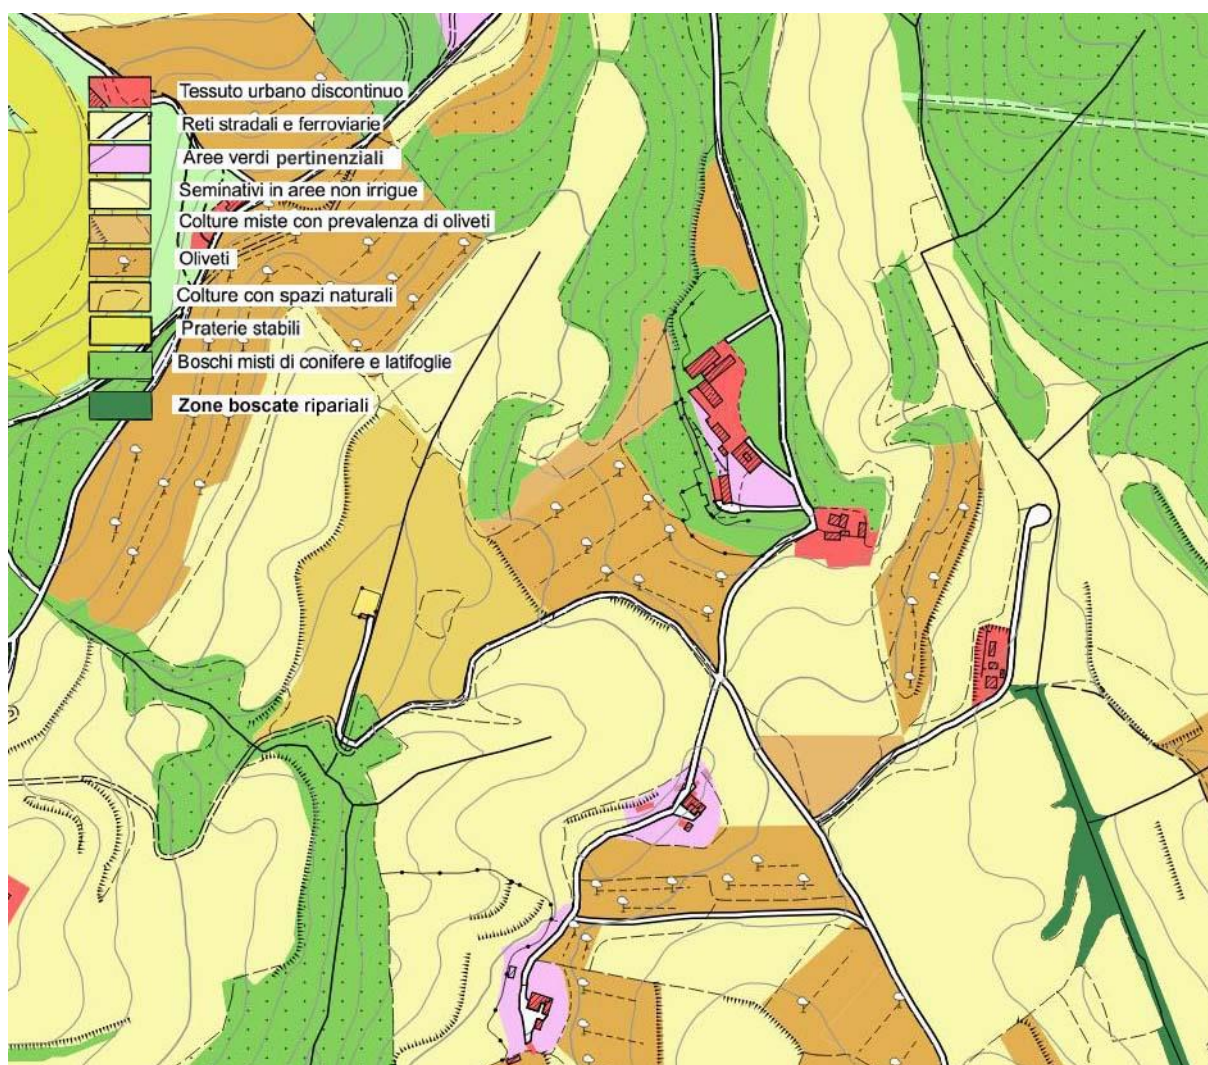 Tessuto urbano discontinuo
Reti stradali e ferroviarie
Aree verdi pertinenziali
Seminativi in aree non irrigue
Colture miste con prevalenza di oliveti
Oliveti
Colture con spazi naturali
Praterie stabili
Boschi misti di conifere e latifoglie
Zone boscate ripariali